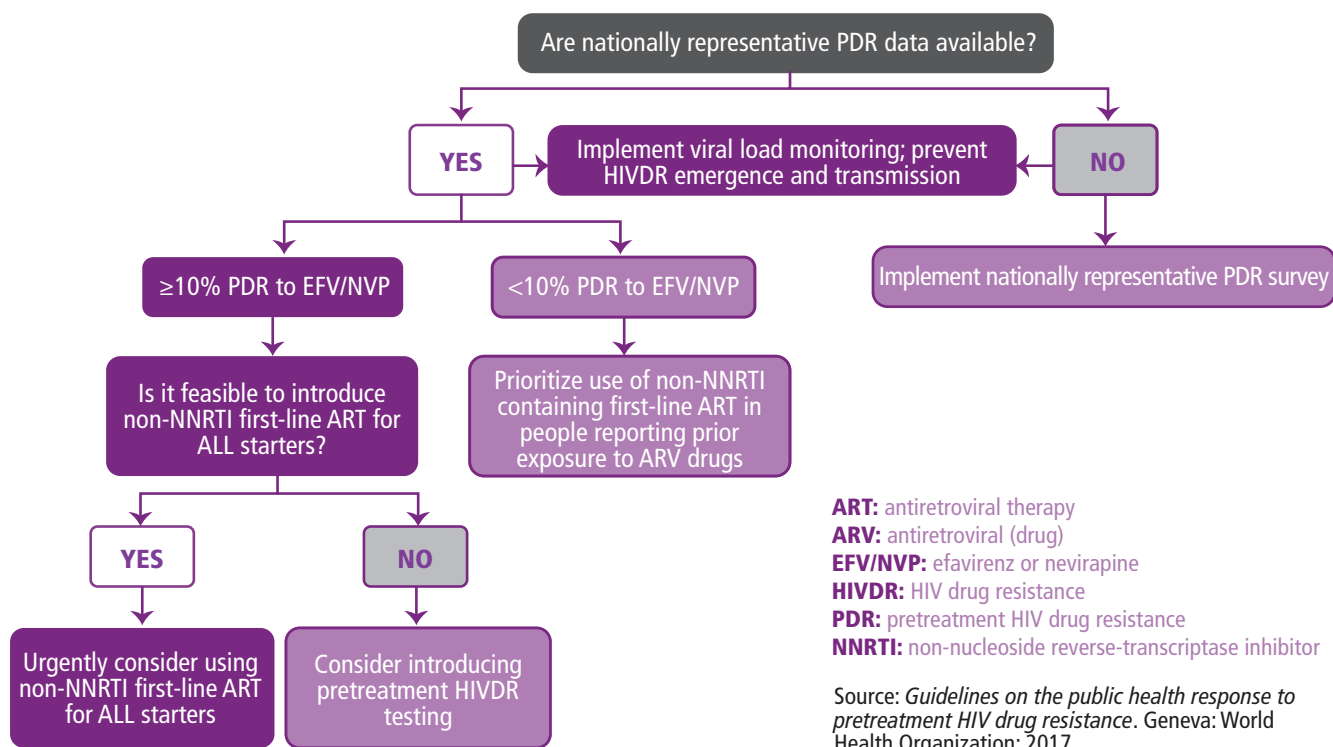 Are nationally representative PDR data available?
YES
Implement viral load monitoring; prevent
HIVDR emergence and transmission
NO
≥10% PDR to EFV/NVP
<10% PDR to EFV/NVP
Implement nationally representative PDR survey
Is it feasible to introduce
non-NNRTI first-line ART for
ALL starters?
Prioritize use of non-NNRTI
containing first-line ART in
people reporting prior
exposure to ARV drugs
YES
NO
Urgently consider using
non-NNRTI first-line ART
for ALL starters
Consider introducing
pretreatment HIVDR
testing
ART: antiretroviral therapy
ARV: antiretroviral (drug)
EFV/NVP: efavirenz or nevirapine
HIVDR: HIV drug resistance
PDR: pretreatment HIV drug resistance
NNRTI: non-nucleoside reverse-transcriptase inhibitor
Source: Guidelines on the public health response to
pretreatment HIV drug resistance. Geneva: World
Health Organization; 2017